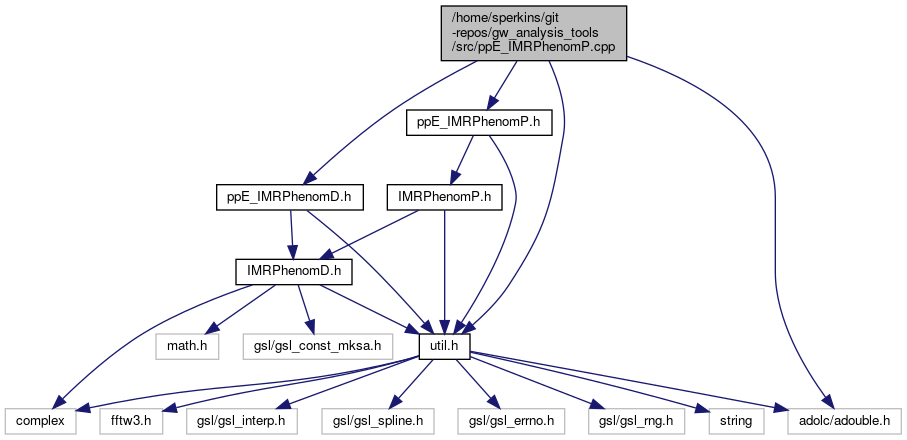 /home/sperkins/git
-repos/gw_analysis_tools
/src/ppE_IMRPhenomP.cpp
ppE_IMRPhenomP.h
ppE_IMRPhenomD.h
IMRPhenomP.h
IMRPhenomD.h
math.h
gsl/gsl_const_mksa.h
util.h
complex
fftw3.h
gsl/gsl_interp.h
gsl/gsl_spline.h
gsl/gsl_errno.h
gsl/gsl_rng.h
string
adolc/adouble.h